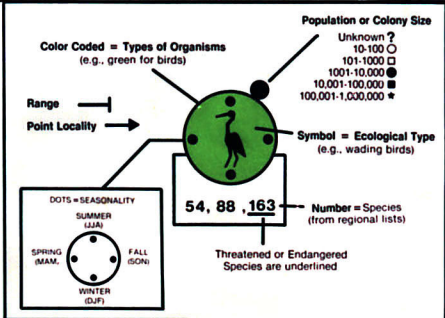 Population or Colony Size
Unknown ?
10-100 ○
101-1000 □
1001-10,000 ●
10,001-100,000 ■
100,001-1,000,000 ★
Color Coded = Types of Organisms
(e.g., green for birds)
Range
Point Locality
Symbol = Ecological Type
(e.g., wading birds)
54, 88, 163
Number = Species
(from regional lists)
Threatened or Endangered
Species are underlined
DOTS = SEASONALITY
SUMMER
(JJA)
SPRING
(MAM,
FALL
(SON)
WINTER
(DJF)